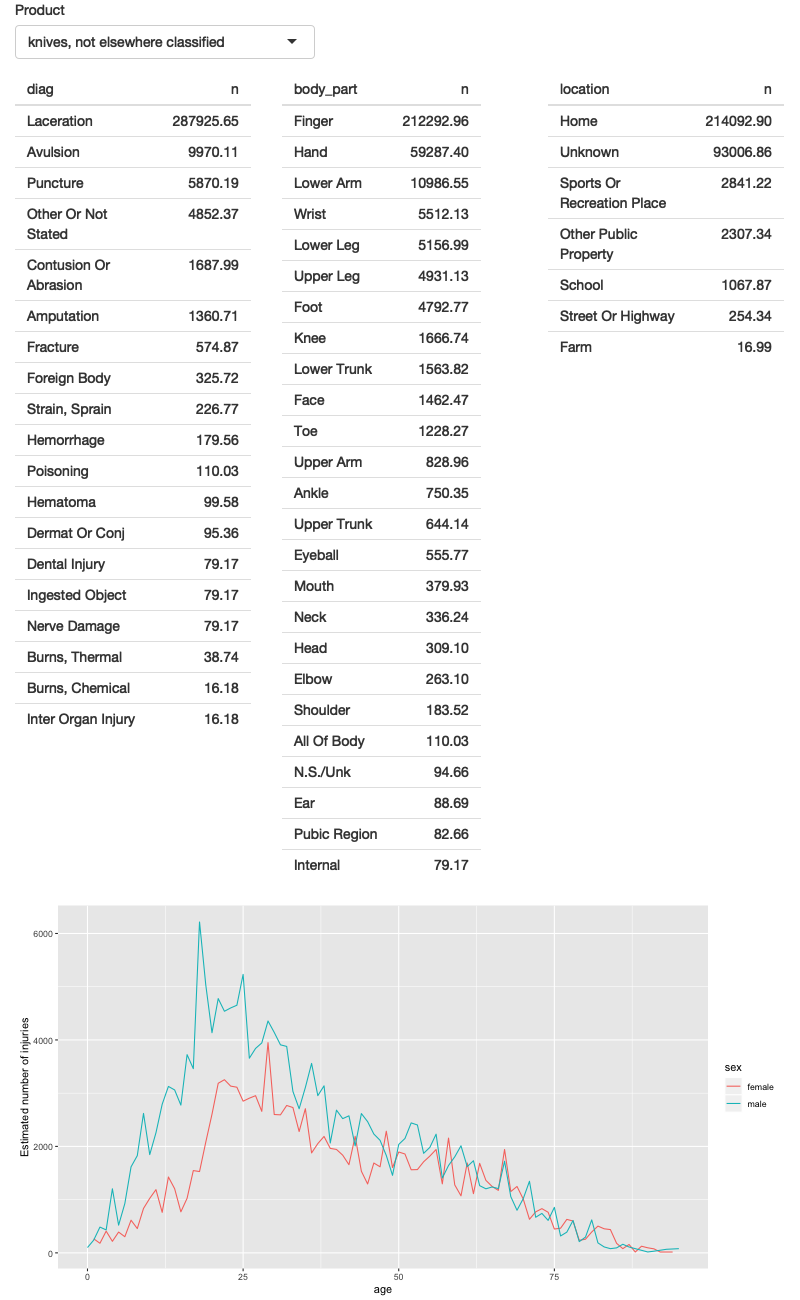 Product
knives, not elsewhere classified
diag n
Laceration 287925.65
Avulsion 9970.11
Puncture 5870.19
Other Or Not 4852.37
Stated
Contusion Or 1687.99
Abrasion
Amputation 1360.71
Fracture 574.87
Foreign Body 325.72
Strain, Sprain 226.77
Hemorrhage 179.56
Poisoning 110.03
Hematoma 99.58
Dermat Or Conj 95.36
Dental Injury 79.17
Ingested Object 79.17
Nerve Damage 79.17
Burns, Thermal 38.74
Burns, Chemical 16.18
Inter Organ Injury 16.18
body_part n
Finger 212292.96
Hand 59287.40
Lower Arm 10986.55
Wrist 5512.13
Lower Leg 5156.99
Upper Leg 4931.13
Foot 4792.77
Knee 1666.74
Lower Trunk 1563.82
Face 1462.47
Toe 1228.27
Upper Arm 828.96
Ankle 750.35
Upper Trunk 644.14
Eyeball 555.77
Mouth 379.93
Neck 336.24
Head 309.10
Elbow 263.10
Shoulder 183.52
All Of Body 110.03
N.S./Unk 94.66
Ear 88.69
Pubic Region 82.66
Internal 79.17
location n
Home 214092.90
Unknown 93006.86
Sports Or 2841.22
Recreation Place
Other Public 2307.34
Property
School 1067.87
Street Or Highway 254.34
Farm 16.99
Estimated number of injuries
6000
4000
2000
0
0 25 50 75
age
sex
female
male